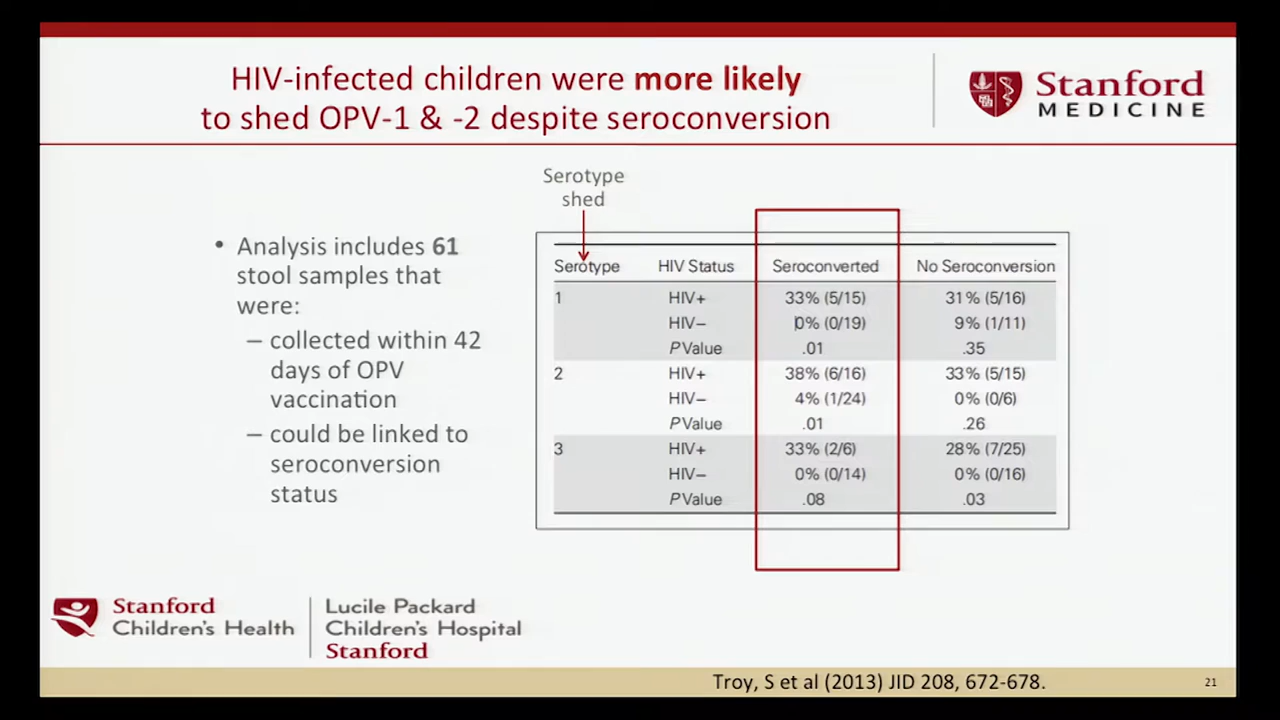 HIV-infected children were more likely
to shed OPV-1 & -2 despite seroconversion
Stanford
MEDICINE
Serotype
shed
• Analysis includes 61
stool samples that
were:
– collected within 42
days of OPV
vaccination
– could be linked to
seroconversion
status
Serotype HIV Status Seroconverted No Seroconversion
1 HIV+ 33% (5/15) 31% (5/16)
HIV– 0% (0/19) 9% (1/11)
P Value .01 .35
2 HIV+ 38% (6/16) 33% (5/15)
HIV– 4% (1/24) 0% (0/6)
P Value .01 .26
3 HIV+ 33% (2/6) 28% (7/25)
HIV– 0% (0/14) 0% (0/16)
P Value .08 .03
Stanford
Children's Health
Lucile Packard
Children's Hospital
Stanford
Troy, S et al (2013) JID 208, 672-678.
21